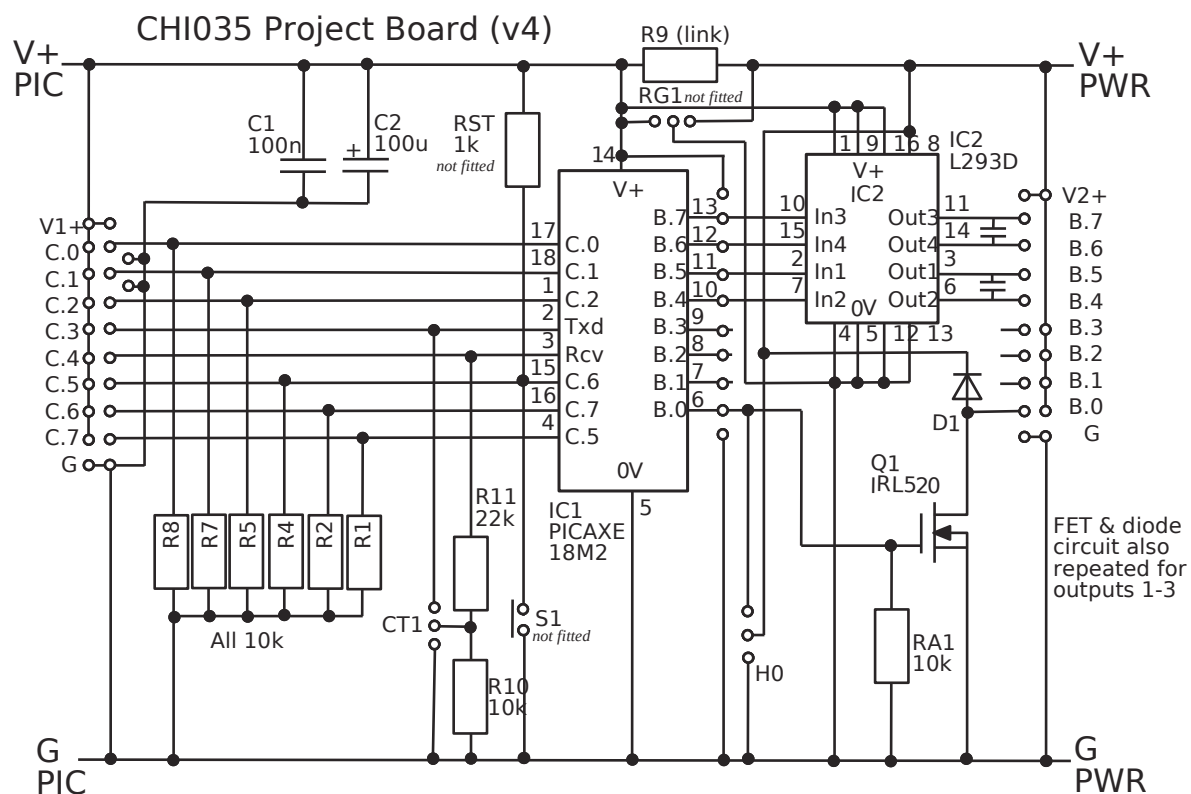 CHI035 Project Board (v4)
V+
PIC
R9 (link)
V+
PWR
RG1 not fitted
C1
100n
+
C2
100u
RST
1k
not fitted
14
V+
1
9
16
8
IC2
L293D
V+
IC2
V1+
C.0
C.1
C.2
C.3
C.4
C.5
C.6
C.7
G
17
18
1
2
3
15
16
4
C.0
C.1
C.2
Txd
Rcv
C.6
C.7
C.5
B.7
B.6
B.5
B.4
B.3
B.2
B.1
B.0
13
12
11
10
9
8
7
6
10
15
2
7
In3
In4
In1
In2
Out3
Out4
Out1
Out2
11
14
3
6
0V
4
5
12
13
V2+
B.7
B.6
B.5
B.4
B.3
B.2
B.1
B.0
G
D1
0V
5
IC1
PICAXE
18M2
Q1
IRL520
R8
R7
R5
R4
R2
R1
All 10k
R11
22k
CT1
S1
not fitted
R10
10k
H0
RA1
10k
FET & diode
circuit also
repeated for
outputs 1-3
G
PIC
G
PWR